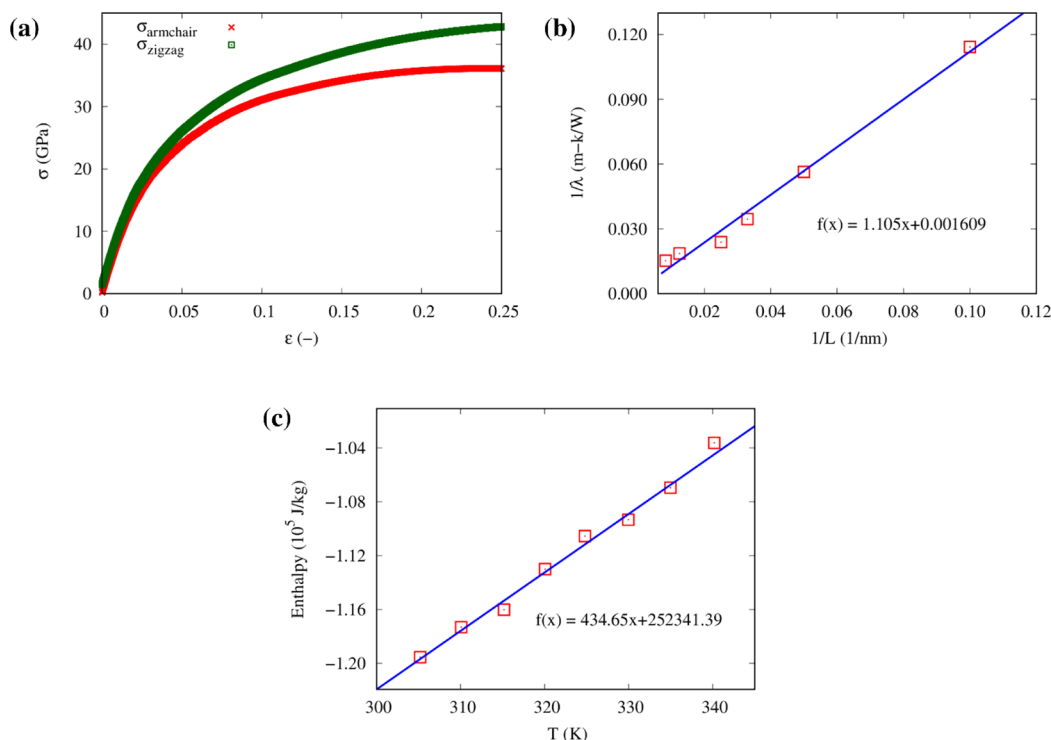 (a)
σarmchair
σzigzag
40
30
20
10
0
0
0.05
0.1
0.15
0.2
0.25
σ (GPa)
ε (−)
(b)
0.120
0.090
0.060
0.030
0.000
1/λ (m−k/W)
f(x) = 1.105x+0.001609
0.02
0.04
0.06
0.08
0.10
0.12
1/L (1/nm)
(c)
−1.04
−1.08
−1.12
−1.16
−1.20
Enthalpy (10⁵ J/kg)
f(x) = 434.65x+252341.39
300
310
320
330
340
T (K)